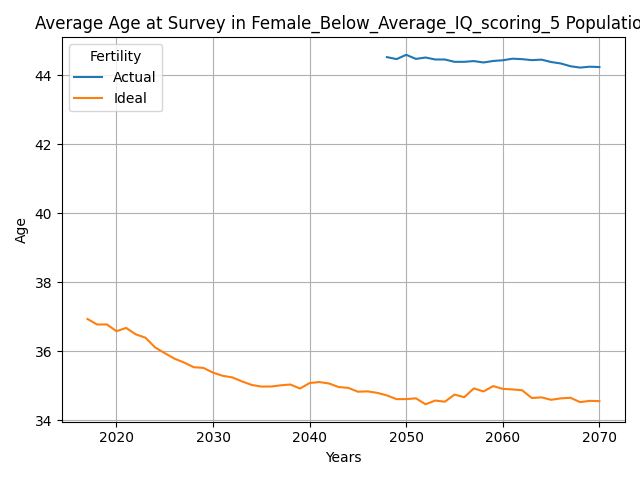 Average Age at Survey in Female_Below_Average_IQ_scoring_5 Populatio
Fertility
Actual
Ideal
Age
44
42
40
38
36
34
2020 2030 2040 2050 2060 2070
Years